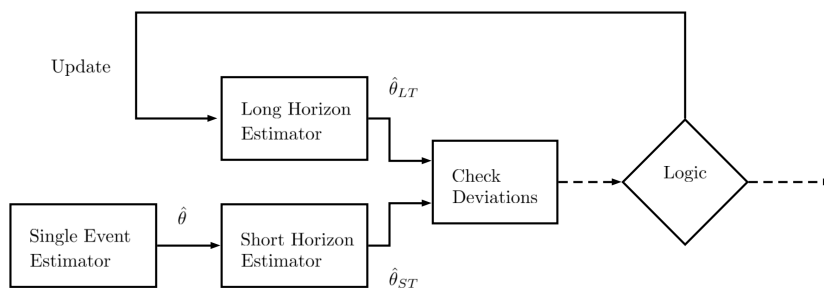 Update
Long Horizon
Estimator
θ̂_LT
Check
Deviations
Logic
Single Event
Estimator
θ̂
Short Horizon
Estimator
θ̂_ST